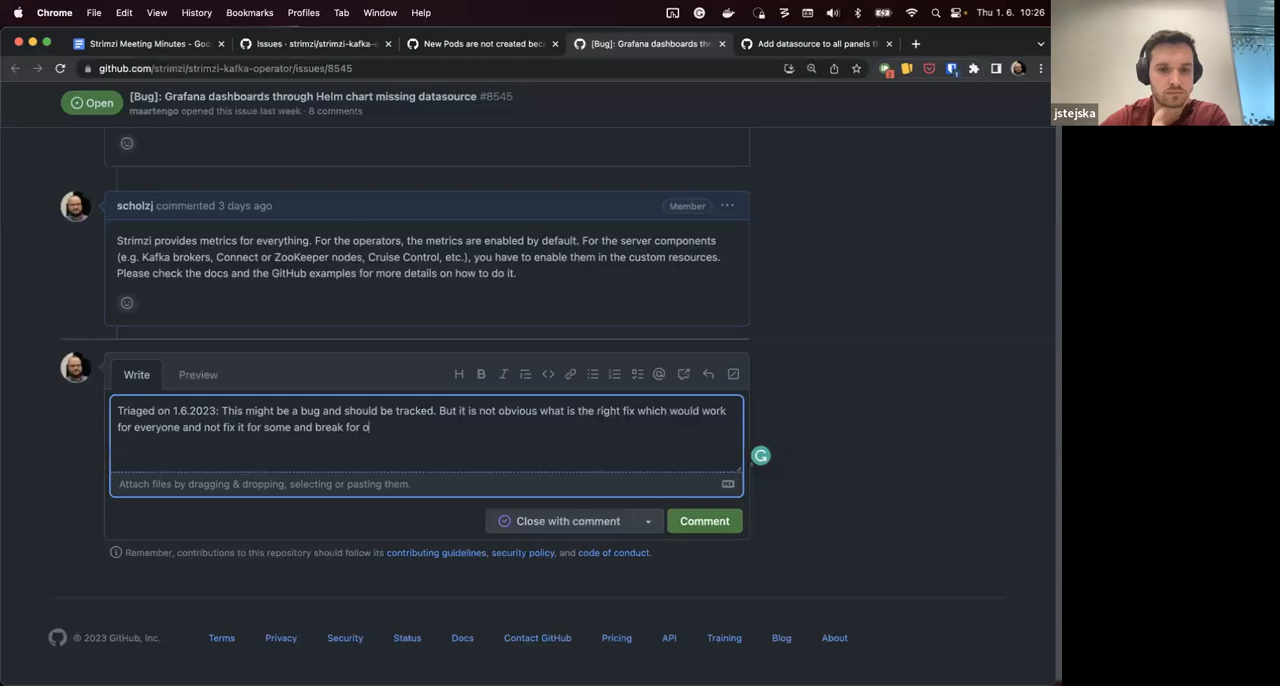 Chrome File Edit View History Bookmarks Profiles Tab Window Help Thu 1. 6. 10:26
Strimzi Meeting Minutes - Goo
Issues · strimzi/strimzi-kafka-o
New Pods are not created beca
[Bug]: Grafana dashboards thr
Add datasource to all panels th
github.com/strimzi/strimzi-kafka-operator/issues/8545
jstejska
Open
[Bug]: Grafana dashboards through Helm chart missing datasource #8545
maartengo opened this issue last week · 8 comments
scholzj commented 3 days ago
Member
Strimzi provides metrics for everything. For the operators, the metrics are enabled by default. For the server components
(e.g. Kafka brokers, Connect or ZooKeeper nodes, Cruise Control, etc.), you have to enable them in the custom resources.
Please check the docs and the GitHub examples for more details on how to do it.
Write Preview
Triaged on 1.6.2023: This might be a bug and should be tracked. But it is not obvious what is the right fix which would work
for everyone and not fix it for some and break for o
Attach files by dragging & dropping, selecting or pasting them.
Close with comment
Comment
Remember, contributions to this repository should follow its contributing guidelines, security policy, and code of conduct.
© 2023 GitHub, Inc. Terms Privacy Security Status Docs Contact GitHub Pricing API Training Blog About